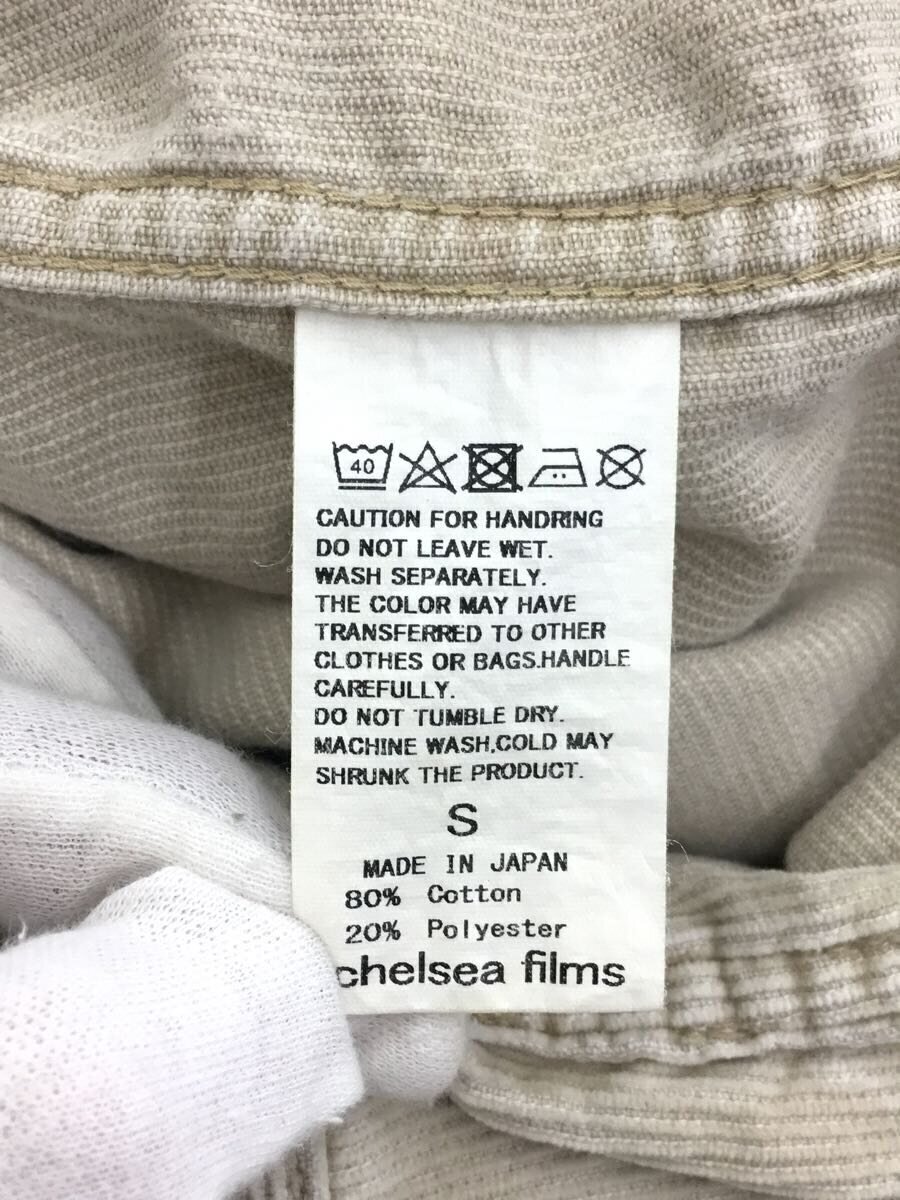 40
CAUTION FOR HANDRING
DO NOT LEAVE WET.
WASH SEPARATELY.
THE COLOR MAY HAVE
TRANSFERRED TO OTHER
CLOTHES OR BAGS.HANDLE
CAREFULLY.
DO NOT TUMBLE DRY.
MACHINE WASH.COLD MAY
SHRUNK THE PRODUCT.
S
MADE IN JAPAN
80% Cotton
20% Polyester
chelsea films